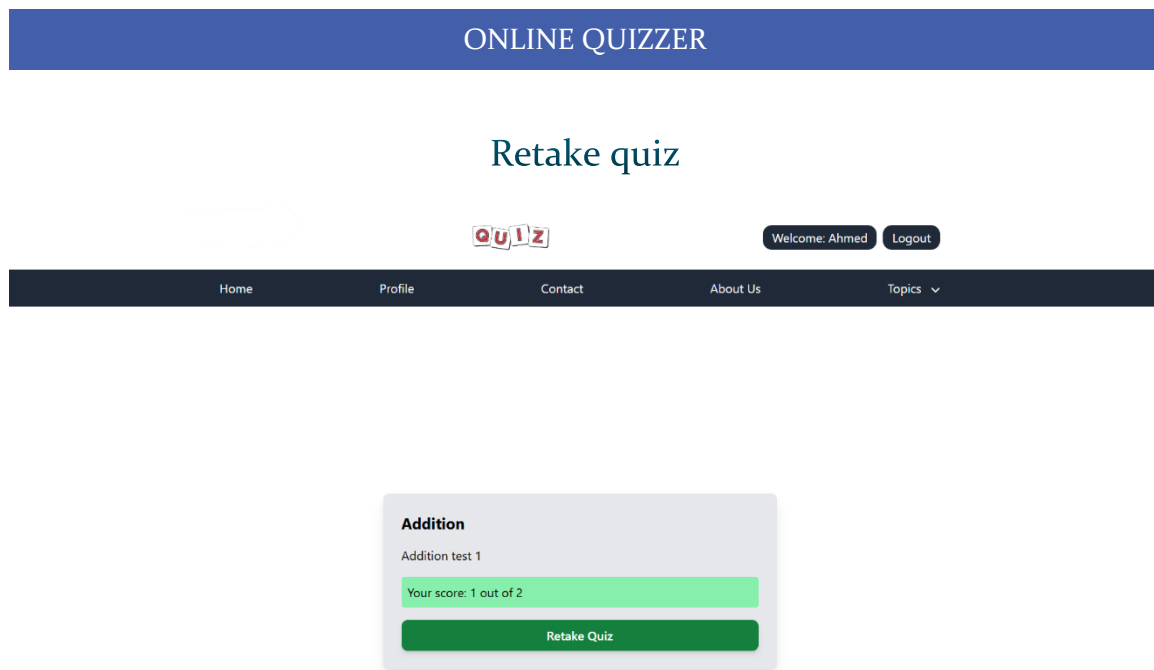 ONLINE QUIZZER
Retake quiz
QUIZ
Welcome: Ahmed Logout
Home Profile Contact About Us Topics
Addition
Addition test 1
Your score: 1 out of 2
Retake Quiz